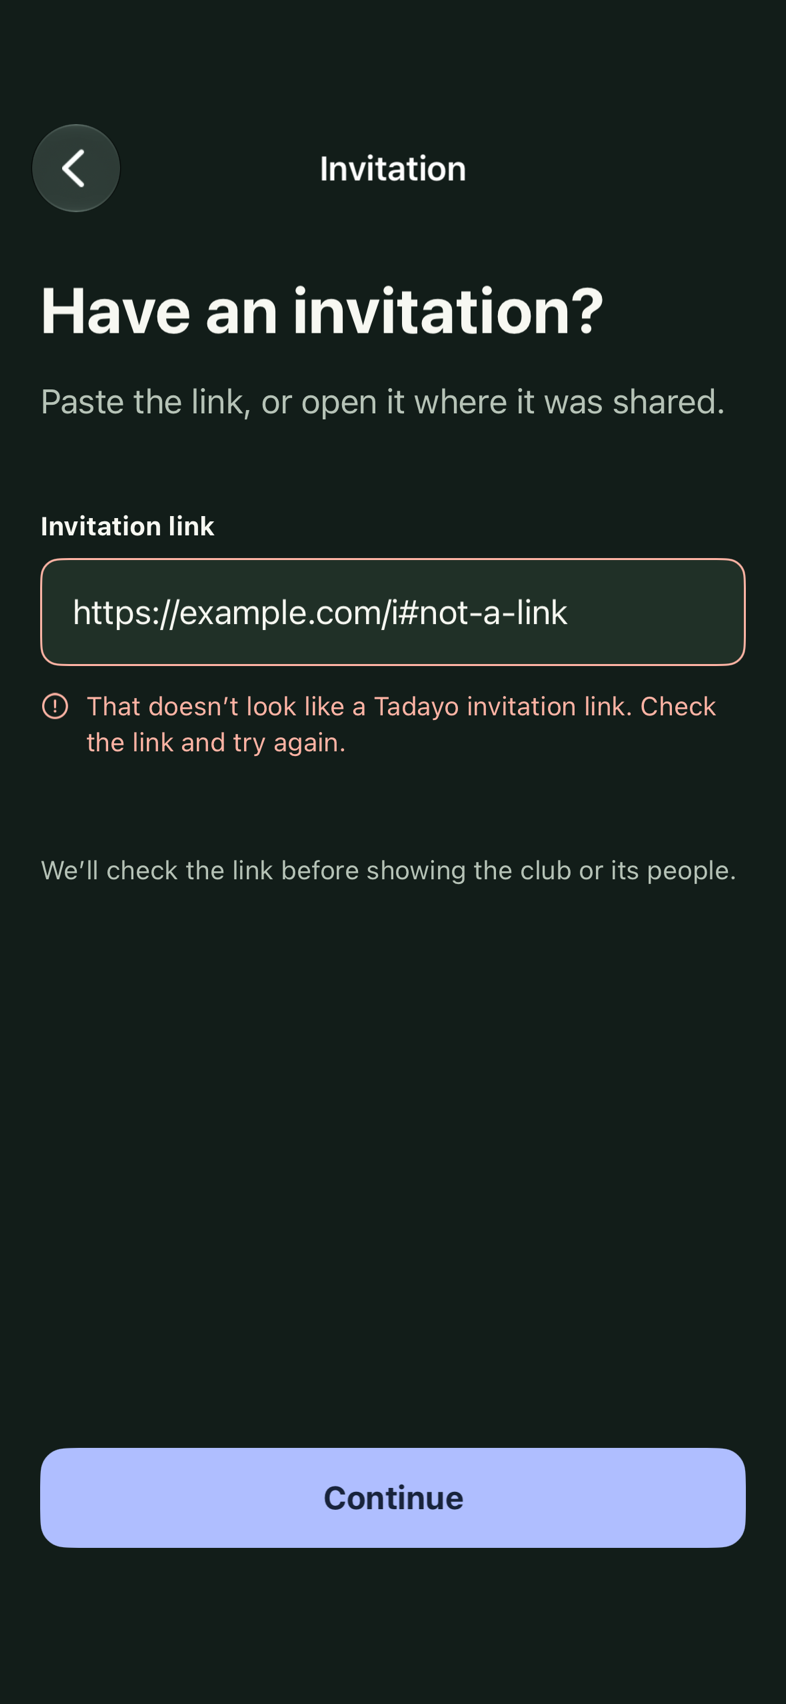 Invitation
Have an invitation?
Paste the link, or open it where it was shared.
Invitation link
https://example.com/i#not-a-link
That doesn’t look like a Tadayo invitation link. Check
the link and try again.
We’ll check the link before showing the club or its people.
Continue